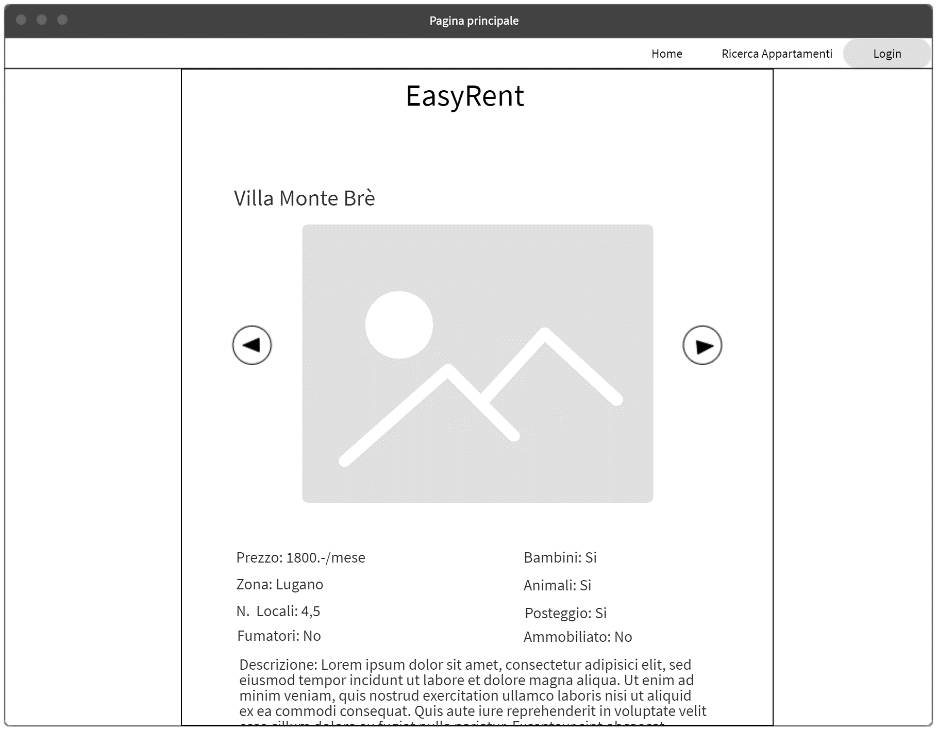 Pagina principale
Home Ricerca Appartamenti Login
EasyRent
Villa Monte Brè
Prezzo: 1800.-/mese Bambini: Si
Zona: Lugano Animali: Si
N. Locali: 4,5 Posteggio: Si
Fumatori: No Ammobiliato: No
Descrizione: Lorem ipsum dolor sit amet, consectetur adipisici elit, sed
eiusmod tempor incidunt ut labore et dolore magna aliqua. Ut enim ad
minim veniam, quis nostrud exercitation ullamco laboris nisi ut aliquid
ex ea commodi consequat. Quis aute iure reprehenderit in voluptate velit